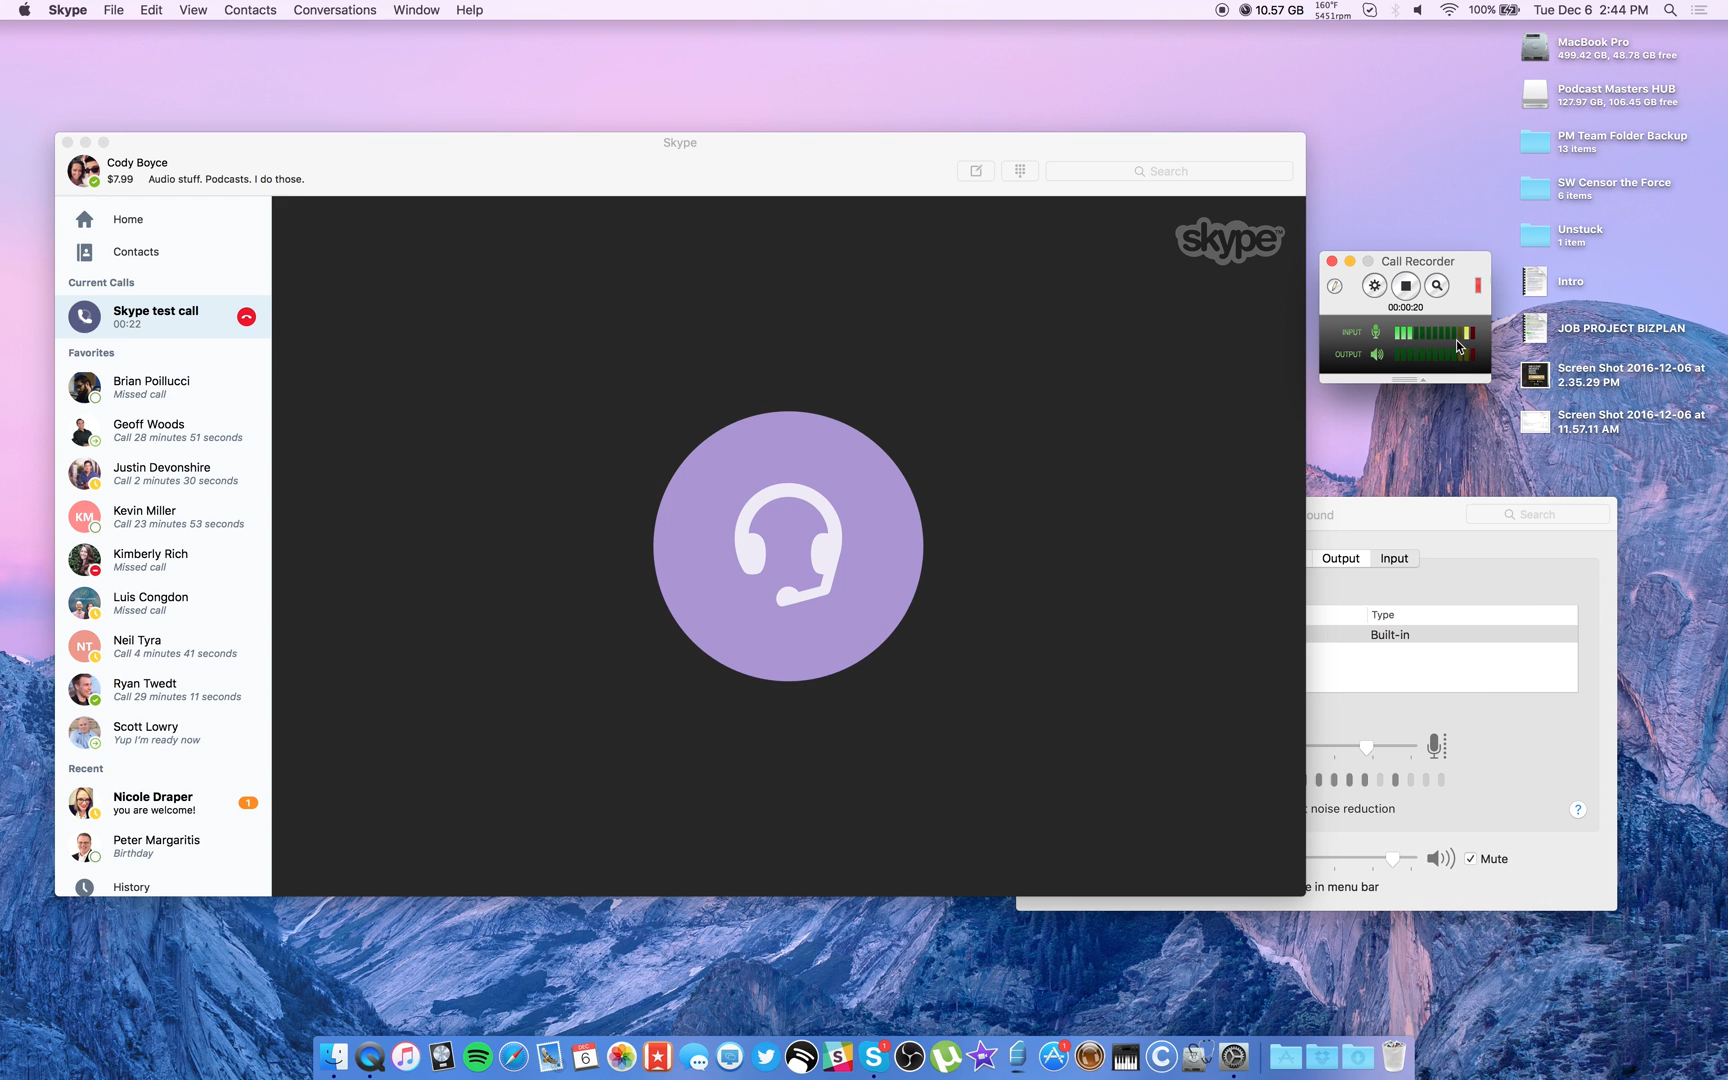 Skype File Edit View Contacts Conversations Window Help
10.57 GB 160°F 5451rpm 100% Tue Dec 6 2:44 PM
MacBook Pro
499.42 GB, 48.78 GB free
Podcast Masters HUB
127.97 GB, 106.45 GB free
PM Team Folder Backup
13 items
SW Censor the Force
6 items
Unstuck
1 item
Intro
JOB PROJECT BIZPLAN
Screen Shot 2016-12-06 at
2.35.29 PM
Screen Shot 2016-12-06 at
11.57.11 AM
Skype
Cody Boyce
$7.99 Audio stuff. Podcasts. I do those.
Search
Home
Contacts
Current Calls
Skype test call
00:22
Favorites
Brian Poillucci
Missed call
Geoff Woods
Call 28 minutes 51 seconds
Justin Devonshire
Call 2 minutes 30 seconds
KM
Kevin Miller
Call 23 minutes 53 seconds
Kimberly Rich
Missed call
Luis Congdon
Missed call
NT
Neil Tyra
Call 4 minutes 41 seconds
Ryan Twedt
Call 29 minutes 11 seconds
Scott Lowry
Yup I'm ready now
Recent
Nicole Draper
you are welcome!
1
Peter Margaritis
Birthday
History
skype™
Call Recorder
00:00:20
INPUT
OUTPUT
ound
Search
Output Input
Type
Built-in
noise reduction
?
Mute
e in menu bar
DEC
6
1
1